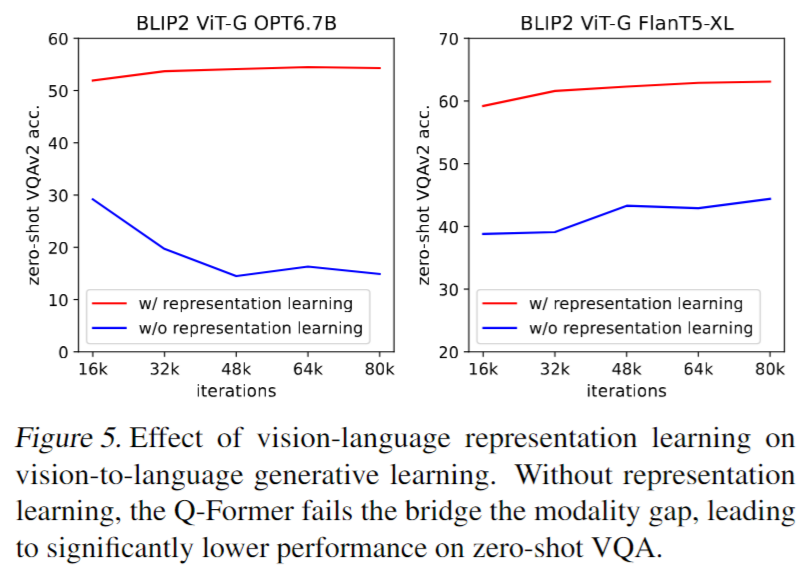 BLIP2 ViT-G OPT6.7B
zero-shot VQAv2 acc.
60
50
40
30
20
10
0
w/ representation learning
w/o representation learning
16k 32k 48k 64k 80k
iterations
BLIP2 ViT-G FlanT5-XL
zero-shot VQAv2 acc.
70
60
50
40
30
20
w/ representation learning
w/o representation learning
16k 32k 48k 64k 80k
iterations
Figure 5. Effect of vision-language representation learning on
vision-to-language generative learning. Without representation
learning, the Q-Former fails the bridge the modality gap, leading
to significantly lower performance on zero-shot VQA.